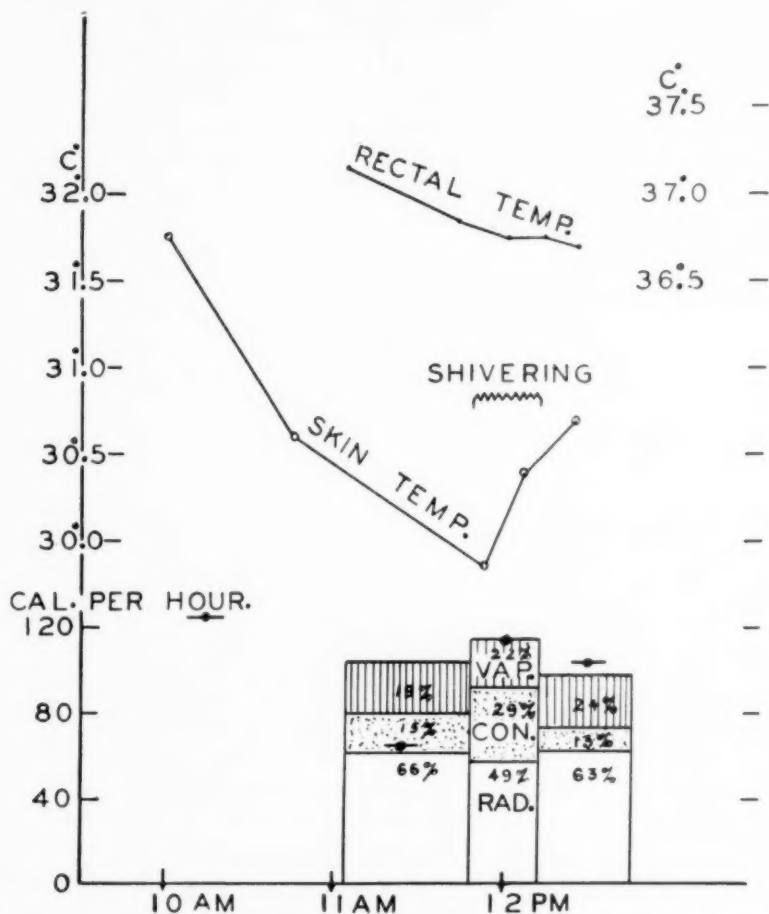 C°.
37°.5
RECTAL TEMP.
C°.
32°.0
37°.0
31°.5
36°.5
31°.0
SHIVERING
30°.5
SKIN TEMP.
30°.0
CAL. PER HOUR.
120
22%
VAP.
19%
24%
80
29%
15%
CON.
13%
66%
49%
63%
40
RAD.
0
10 AM 11 AM 12 PM